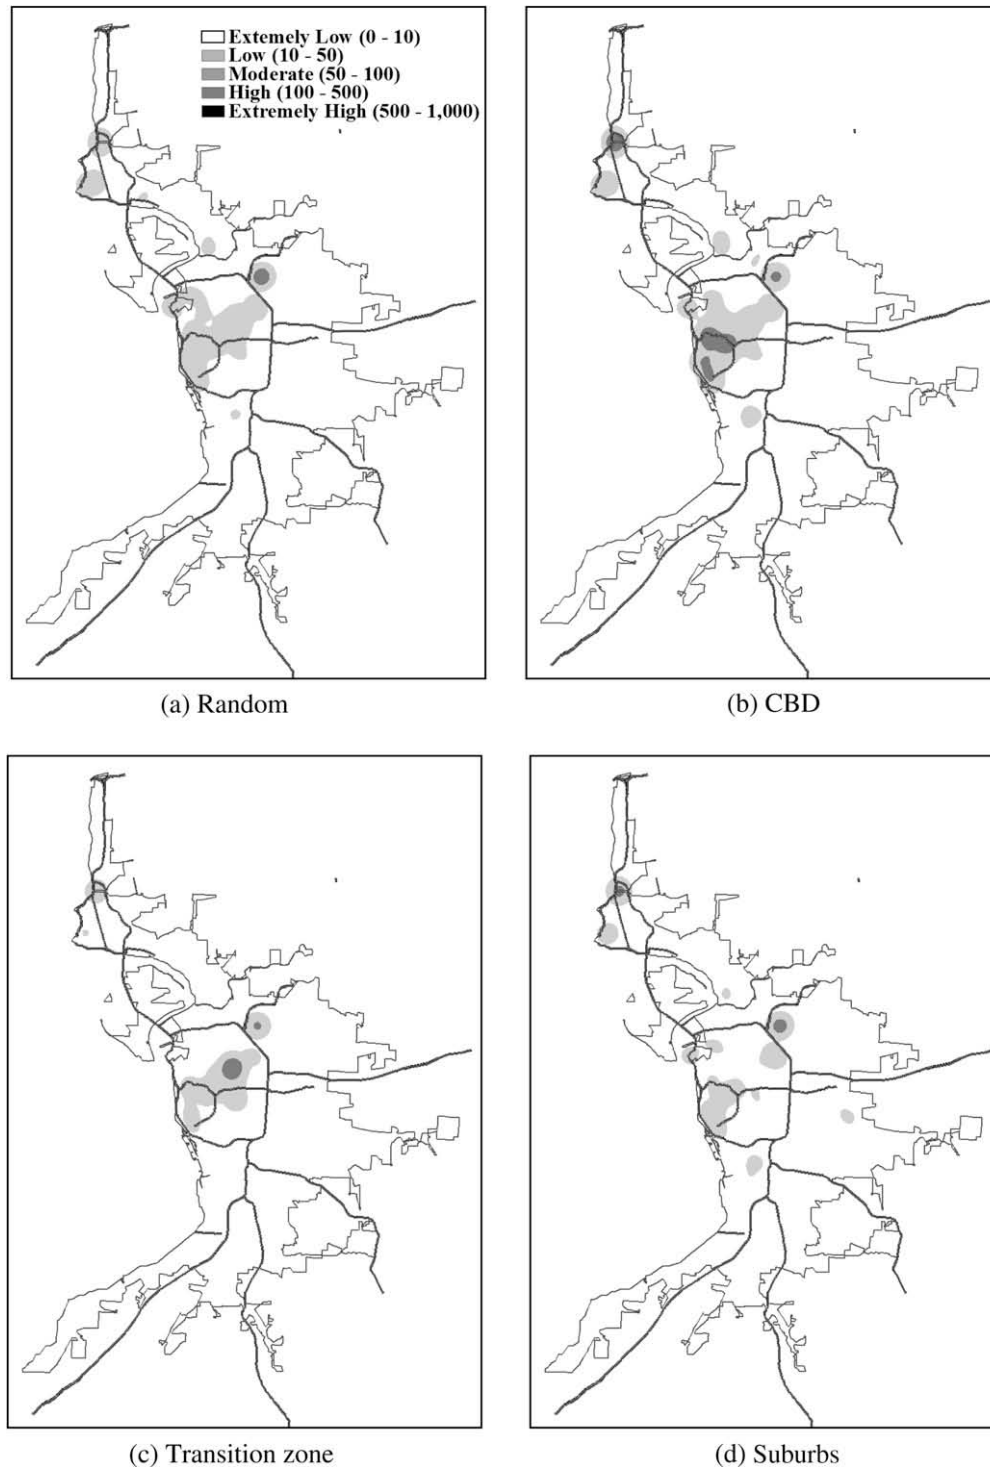 Extemely Low (0 - 10)
Low (10 - 50)
Moderate (50 - 100)
High (100 - 500)
Extremely High (500 - 1,000)
(a) Random
(b) CBD
(c) Transition zone
(d) Suburbs